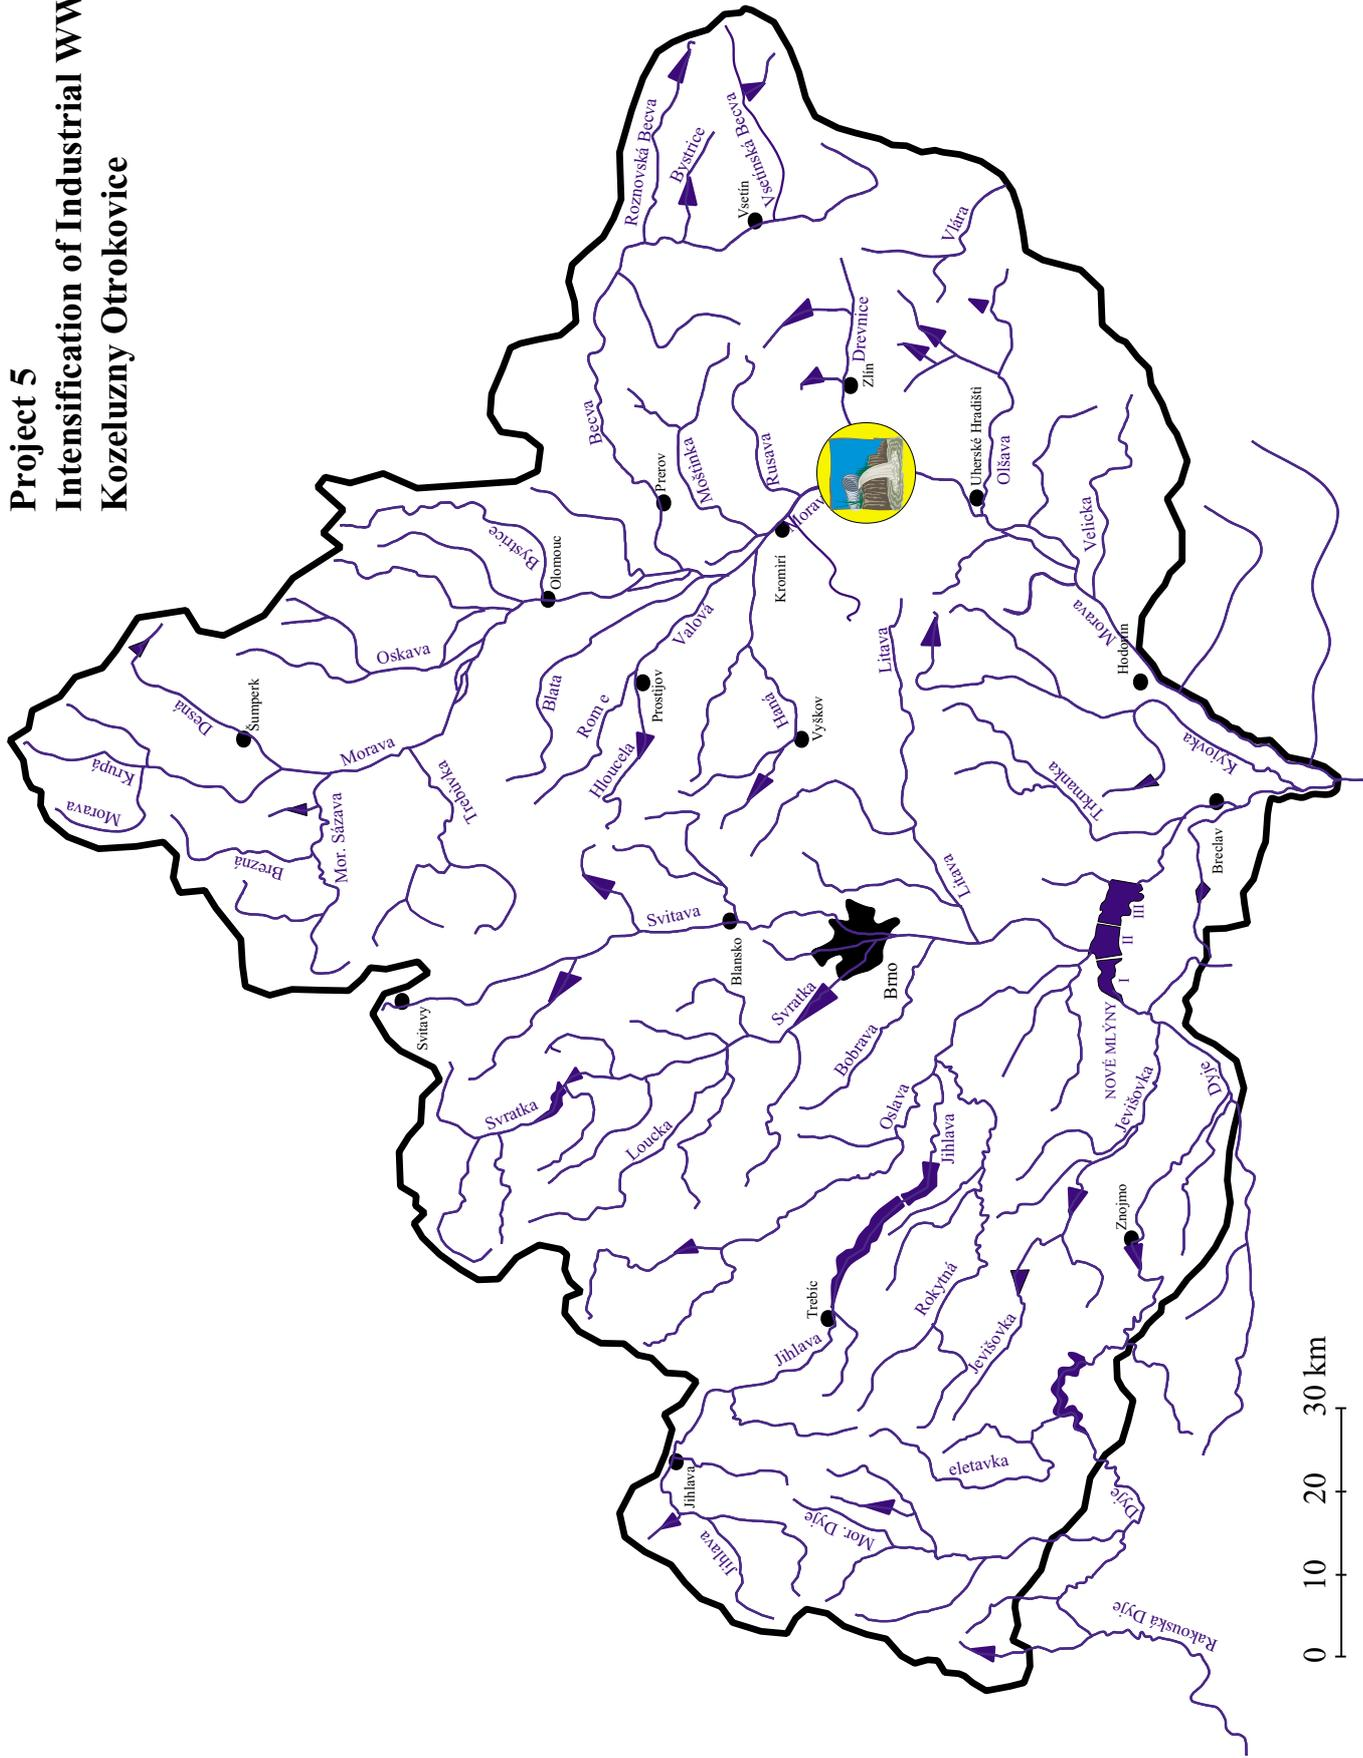 Project 5
Intensification of Industrial WW
Kozeluzny Otrokovice
Morava
Krupá
Desná
Šumperk
Brezná
Mor. Sázava
Morava
Oskava
Trebuvka
Bystrice
Olomouc
Svitavy
Blata
Rom e
Hloucela
Prostijov
Valová
Becva
Prerov
Moštinka
Rusava
Roznovská Becva
Bystrice
Vsetín
Vsetínská Becva
Svratka
Loucka
Svitava
Blansko
Haná
Vyškov
Kromirí
Morav
Drevnice
Zlín
Vlára
Svratka
Brno
Bobrava
Litava
Litava
Uherské Hradišti
Olšava
Velicka
Morava
Hodonín
Kyjovka
Trkmanka
Breclav
NOVÉ MLÝNY
I
II
III
Jihlava
Jihlava
Jihlava
Trebíc
Oslava
Jihlava
Rokytná
Jevišovka
Jevišovka
Znojmo
Dyje
eletavka
Mor. Dyje
Dyje
Rakouská Dyje
0 10 20 30 km